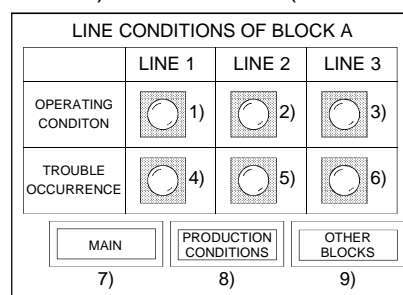 LINE CONDITIONS OF BLOCK A
LINE 1 LINE 2 LINE 3
OPERATING
CONDITON
1) 2) 3)
TROUBLE
OCCURRENCE
4) 5) 6)
MAIN
PRODUCTION
CONDITIONS
OTHER
BLOCKS
7) 8) 9)